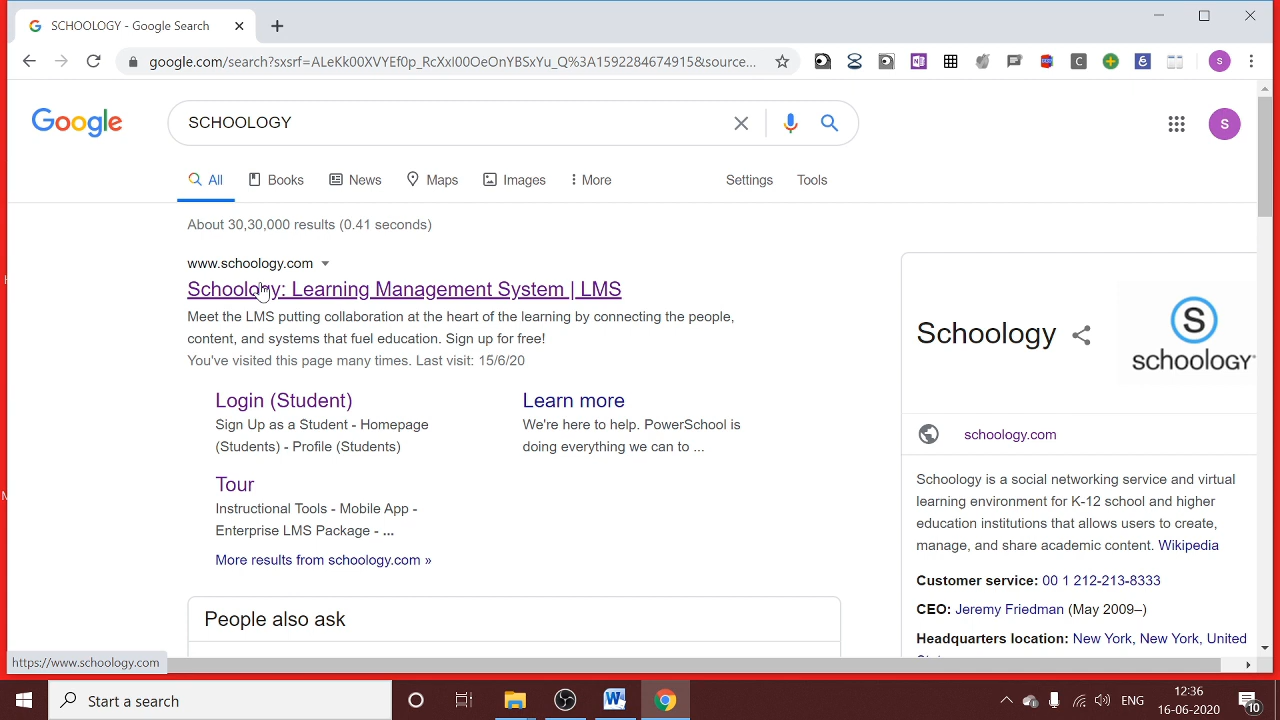 SCHOOLOGY - Google Search
google.com/search?sxsrf=ALeKk00XVYEf0p_RcXxI00OeOnYBSxYu_Q%3A1592284674915&source...
Google
SCHOOLOGY
S
All
Books
News
Maps
Images
More
Settings
Tools
About 30,30,000 results (0.41 seconds)
www.schoology.com
Schoology: Learning Management System | LMS
Meet the LMS putting collaboration at the heart of the learning by connecting the people,
content, and systems that fuel education. Sign up for free!
You've visited this page many times. Last visit: 15/6/20
Login (Student)
Sign Up as a Student - Homepage
(Students) - Profile (Students)
Learn more
We're here to help. PowerSchool is
doing everything we can to ...
Tour
Instructional Tools - Mobile App -
Enterprise LMS Package - ...
More results from schoology.com »
People also ask
Schoology
S
schoology
schoology.com
Schoology is a social networking service and virtual
learning environment for K-12 school and higher
education institutions that allows users to create,
manage, and share academic content. Wikipedia
Customer service: 00 1 212-213-8333
CEO: Jeremy Friedman (May 2009–)
Headquarters location: New York, New York, United
https://www.schoology.com
Start a search
ENG
12:36
16-06-2020
10